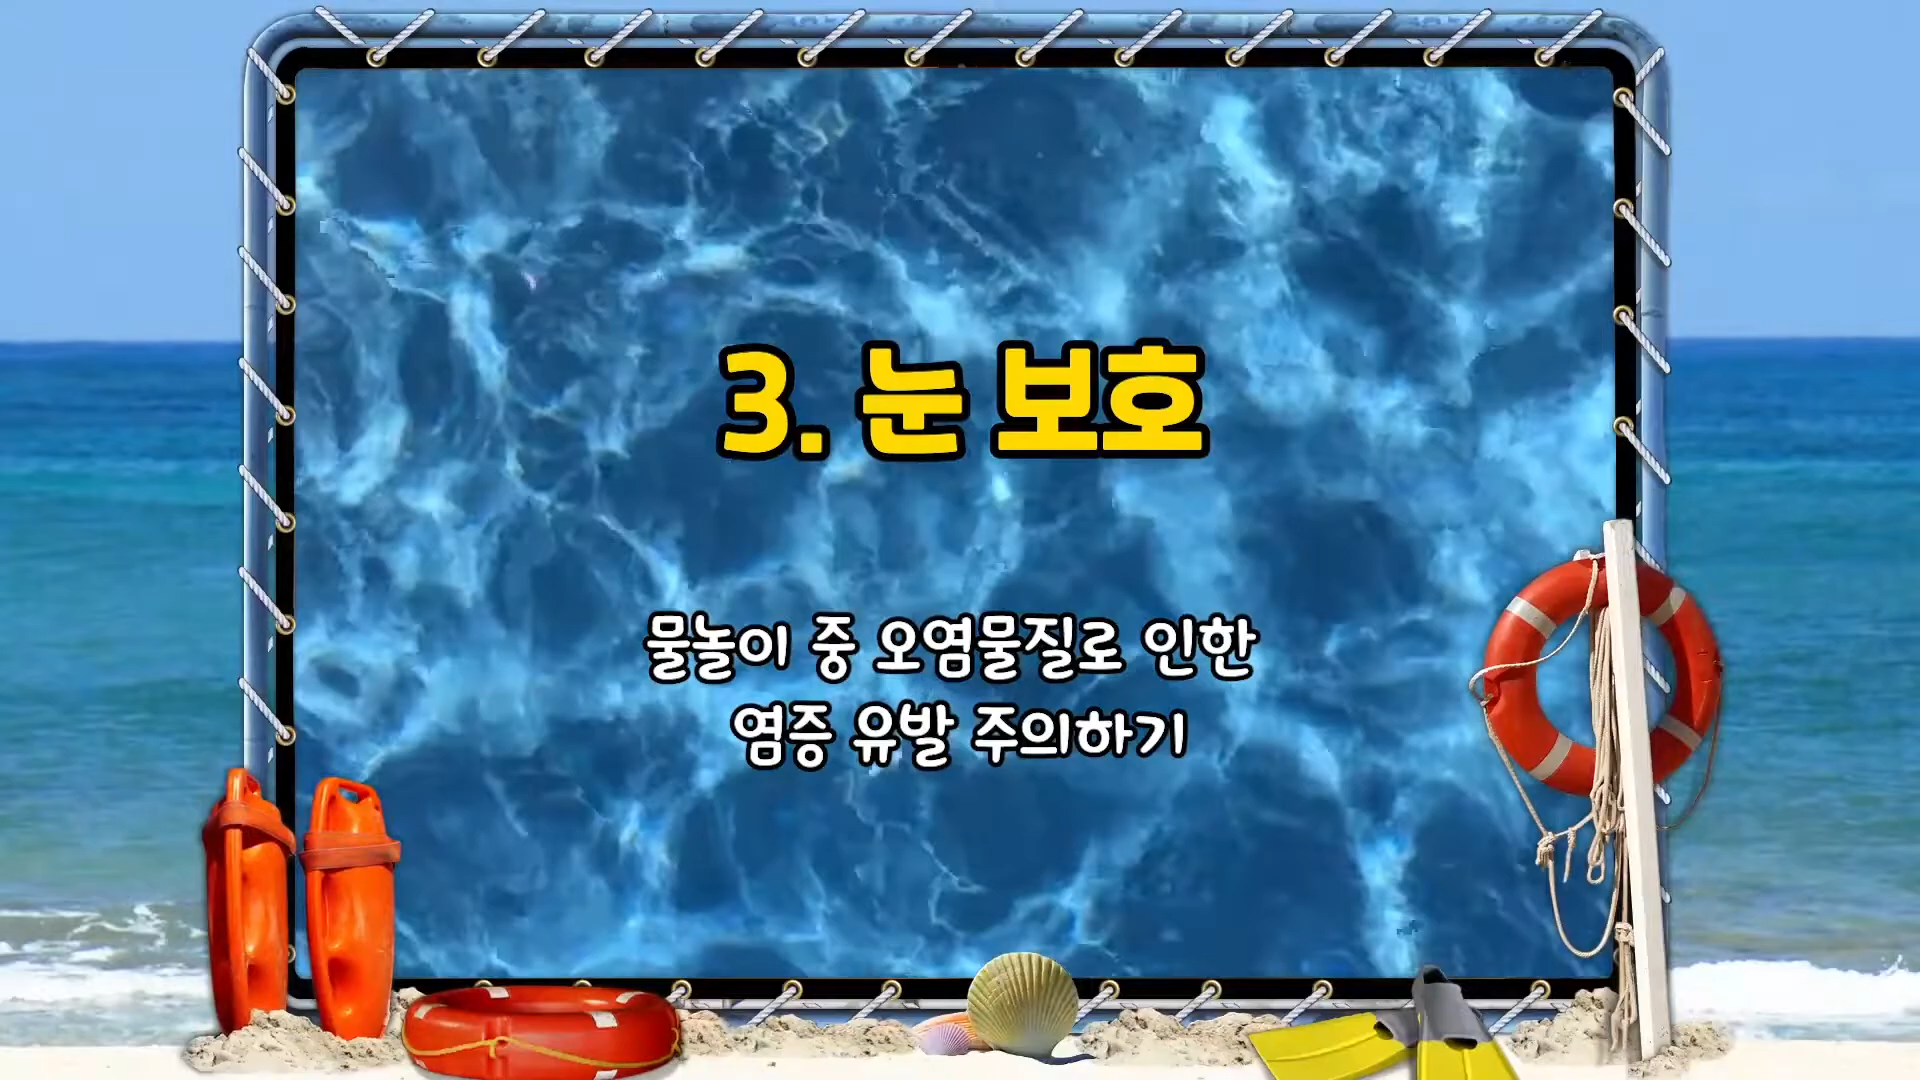 3. 눈 보호
물놀이 중 오염물질로 인한
염증 유발 주의하기